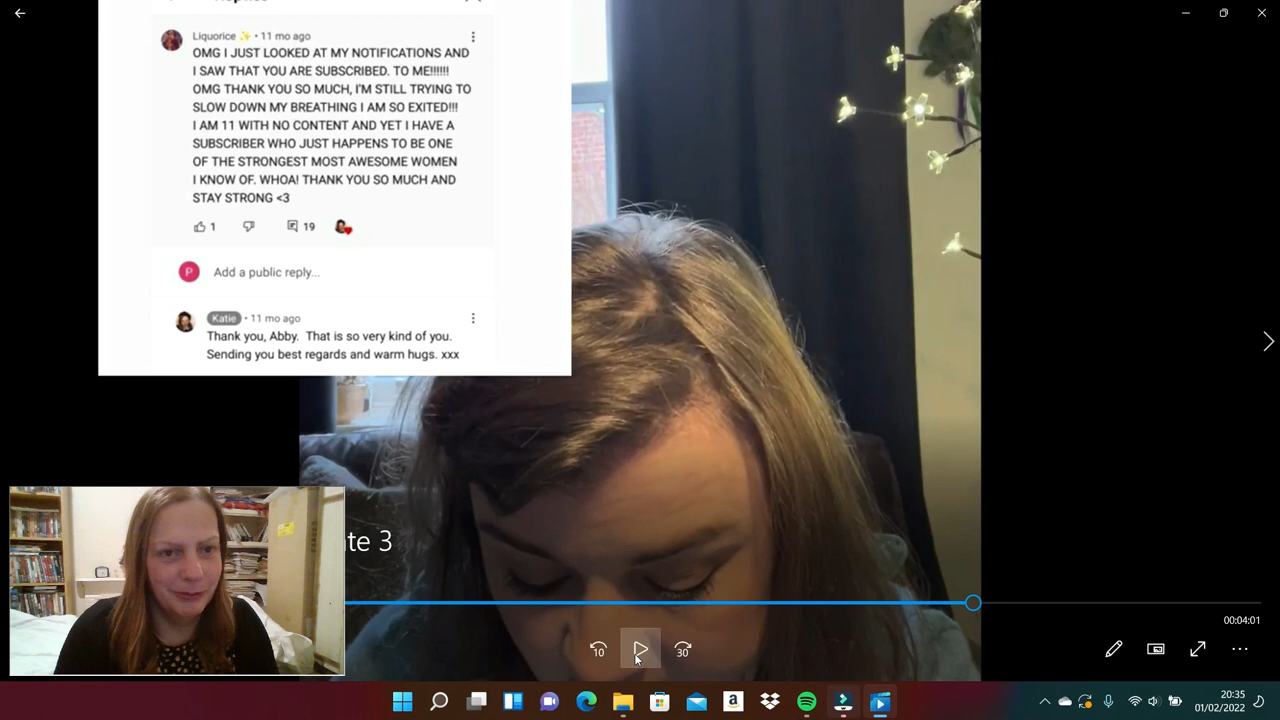 Liquorice ✨ • 11 mo ago
OMG I JUST LOOKED AT MY NOTIFICATIONS AND
I SAW THAT YOU ARE SUBSCRIBED. TO ME!!!!!!
OMG THANK YOU SO MUCH, I'M STILL TRYING TO
SLOW DOWN MY BREATHING I AM SO EXITED!!!
I AM 11 WITH NO CONTENT AND YET I HAVE A
SUBSCRIBER WHO JUST HAPPENS TO BE ONE
OF THE STRONGEST MOST AWESOME WOMEN
I KNOW OF. WHOA! THANK YOU SO MUCH AND
STAY STRONG <3
1 19
P Add a public reply...
Katie • 11 mo ago
Thank you, Abby. That is so very kind of you.
Sending you best regards and warm hugs. xxx
te 3
00:04:01
10 30
a
20:35
01/02/2022